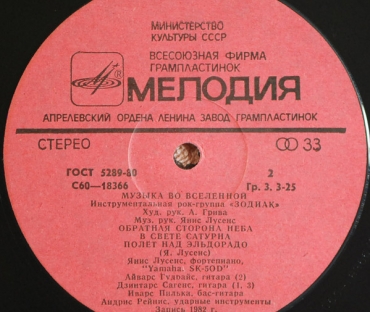 МИНИСТЕРСТВО
КУЛЬТУРЫ СССР
ВСЕСОЮЗНАЯ ФИРМА
ГРАМПЛАСТИНОК
МЕЛОДИЯ
АПРЕЛЕВСКИЙ ОРДЕНА ЛЕНИНА ЗАВОД ГРАМПЛАСТИНОК
СТЕРЕО 33
ГОСТ 5289-80 2
С60—18366 Гр. 3. 3-25
МУЗЫКА ВО ВСЕЛЕННОЙ
Инструментальная рок-группа «ЗОДИАК»
Худ. рук. А. Грива
Муз. рук. Янис Лусенс
ОБРАТНАЯ СТОРОНА НЕБА
В СВЕТЕ САТУРНА
ПОЛЕТ НАД ЭЛЬДОРАДО
(Я. Лусенс)
Янис Лусенс, фортепиано,
"Yamaha, SK-50D"
Айварс Гудрайс, гитара (2)
Дзинтарс Сагенс, гитара (1, 3)
Иварс Пилька, бас-гитара
Андрис Рейнис, ударные инструменты
Запись 1982 г.